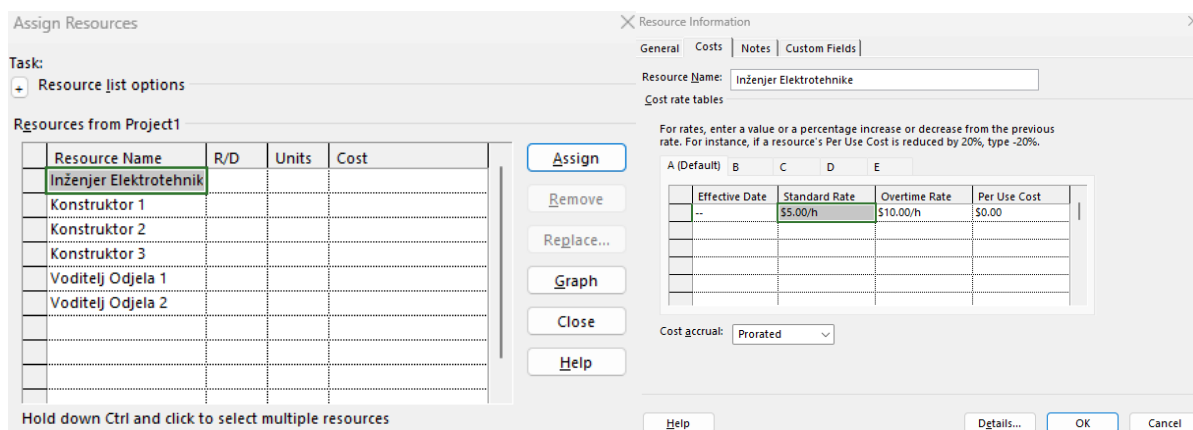 Assign Resources
Task:
+ Resource list options
Resources from Project1
Resource Name R/D Units Cost
Inženjer Elektrotehnik
Konstruktor 1
Konstruktor 2
Konstruktor 3
Voditelj Odjela 1
Voditelj Odjela 2
Assign
Remove
Replace...
Graph
Close
Help
Hold down Ctrl and click to select multiple resources
Resource Information
General Costs Notes Custom Fields
Resource Name: Inženjer Elektrotehnike
Cost rate tables
For rates, enter a value or a percentage increase or decrease from the previous
rate. For instance, if a resource's Per Use Cost is reduced by 20%, type -20%.
A (Default) B C D E
Effective Date Standard Rate Overtime Rate Per Use Cost
-- $5.00/h $10.00/h $0.00
Cost accrual: Prorated
Help Details... OK Cancel